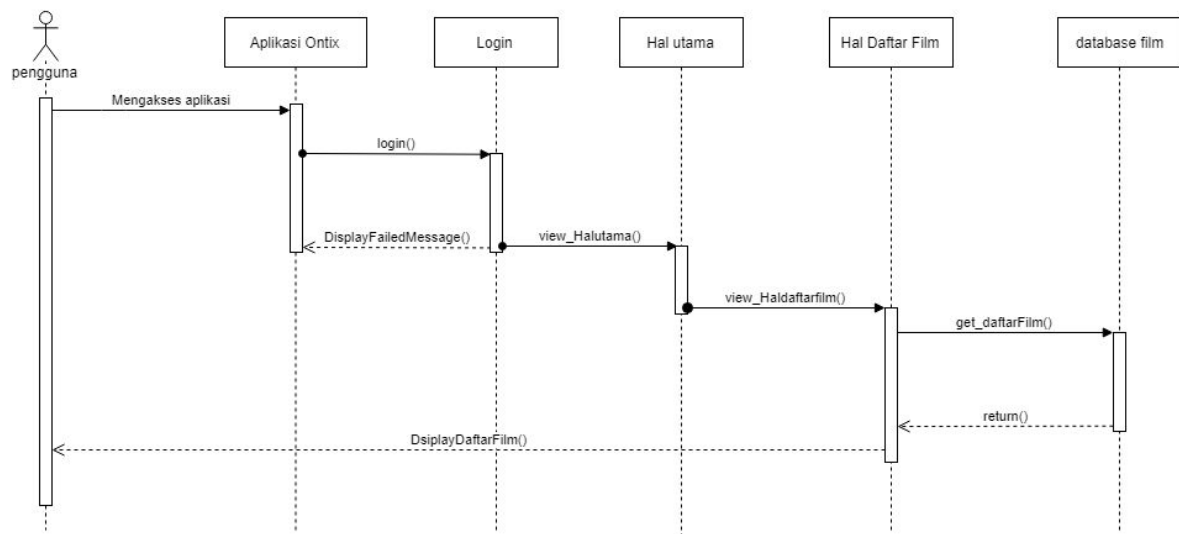 pengguna
Aplikasi Ontix
Login
Hal utama
Hal Daftar Film
database film
Mengakses aplikasi
login()
DisplayFailedMessage()
view_Halutama()
view_Haldaftarfilm()
get_daftarFilm()
return()
DsiplayDaftarFilm()